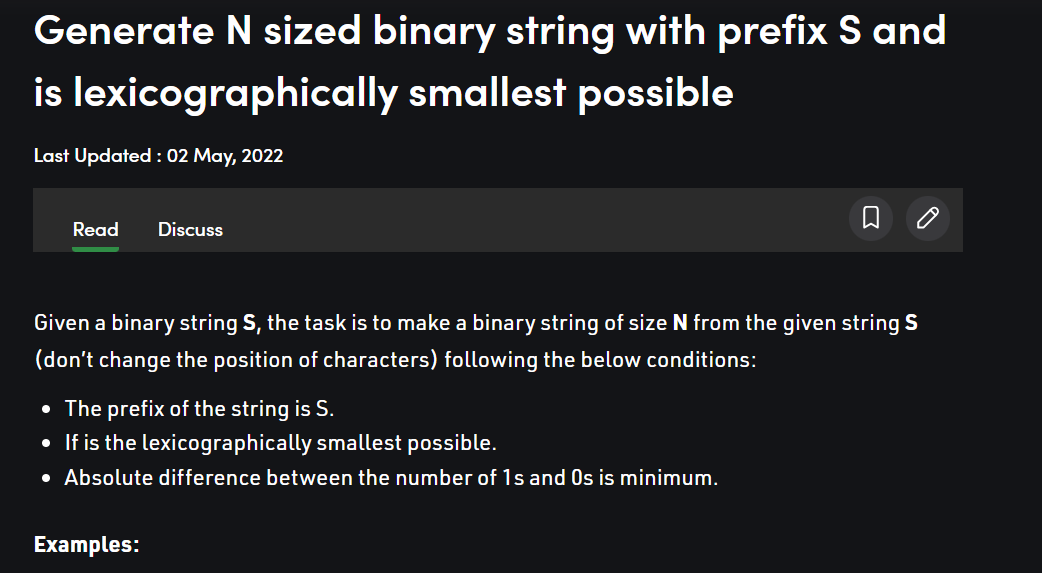 Generate N sized binary string with prefix S and
is lexicographically smallest possible
Last Updated : 02 May, 2022
Read Discuss
Given a binary string S, the task is to make a binary string of size N from the given string S
(don't change the position of characters) following the below conditions:
• The prefix of the string is S.
• If is the lexicographically smallest possible.
• Absolute difference between the number of 1s and 0s is minimum.
Examples: